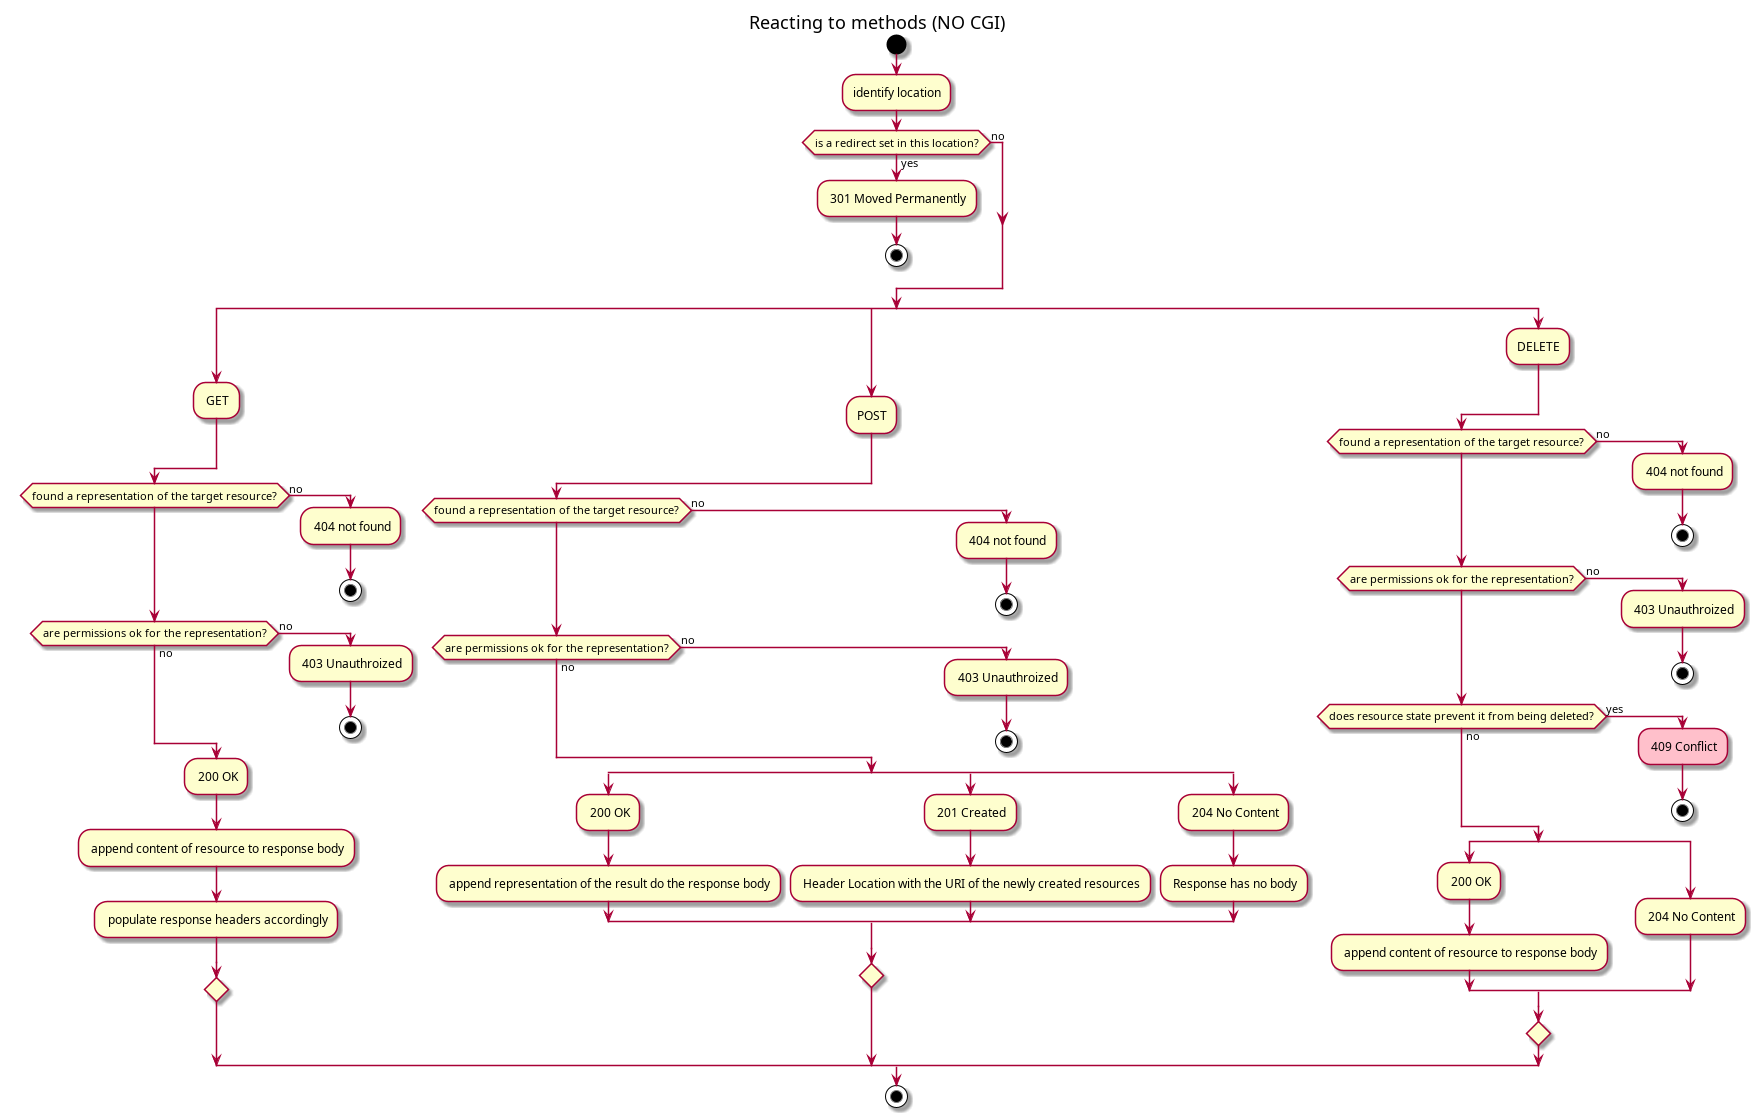 Reacting to methods (NO CGI)
identify location
is a redirect set in this location?
no
yes
301 Moved Permanently
GET
found a representation of the target resource?
no
404 not found
are permissions ok for the representation?
no
no
403 Unauthroized
200 OK
append content of resource to response body
populate response headers accordingly
POST
found a representation of the target resource?
no
404 not found
are permissions ok for the representation?
no
no
403 Unauthroized
200 OK
append representation of the result do the response body
201 Created
Header Location with the URI of the newly created resources
204 No Content
Response has no body
DELETE
found a representation of the target resource?
no
404 not found
are permissions ok for the representation?
no
403 Unauthroized
does resource state prevent it from being deleted?
yes
no
409 Conflict
200 OK
append content of resource to response body
204 No Content